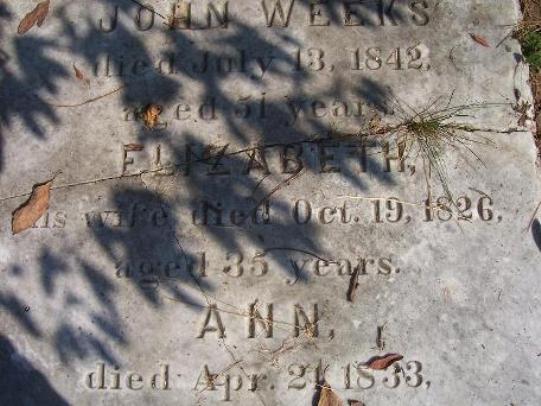 JOHN WEEKS
died July 13, 1842,
aged 51 years.
ELIZABETH,
his wife died Oct. 19, 1826,
aged 35 years.
ANN,
died Apr. 21 1833,